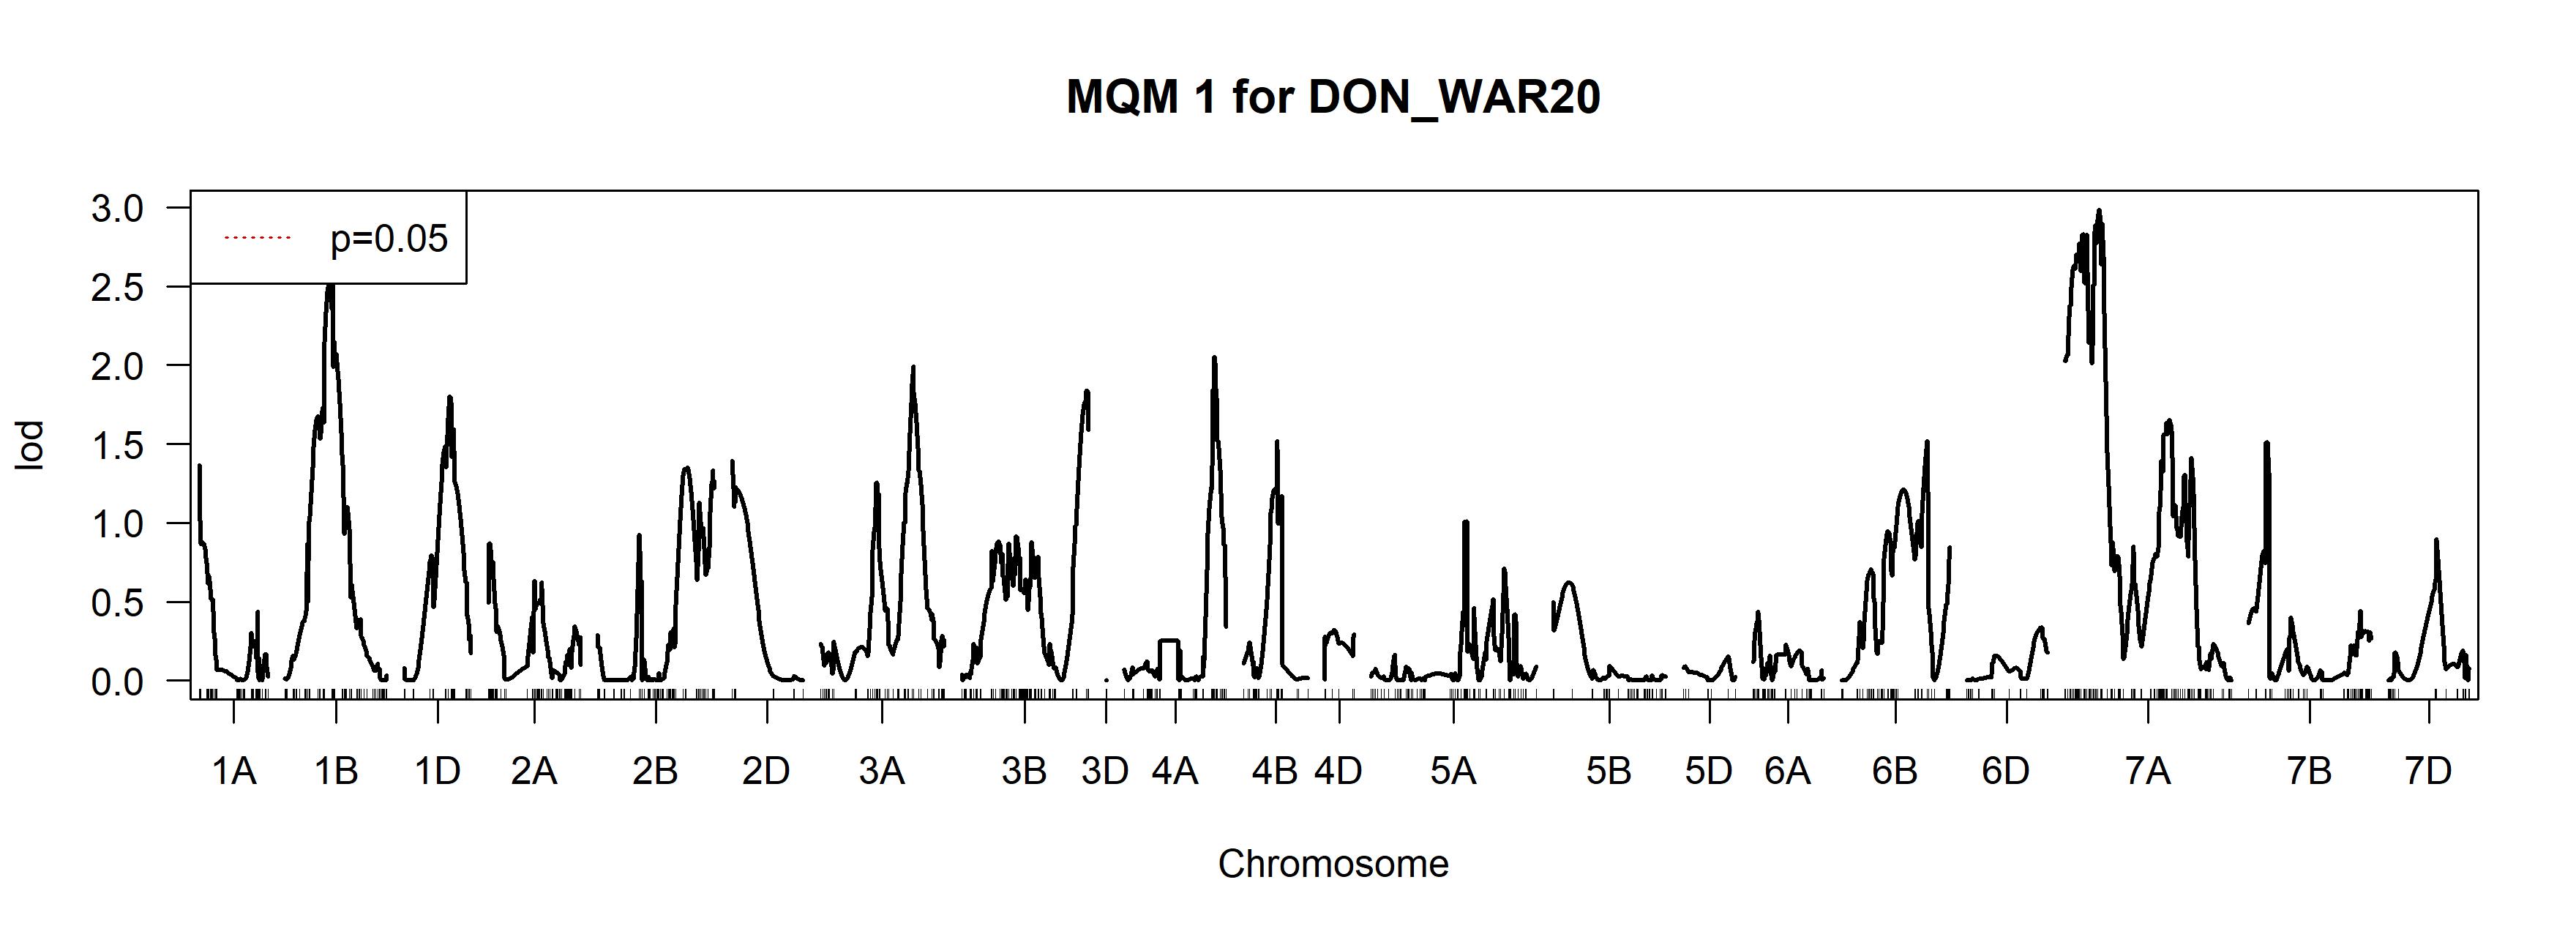 MQM 1 for DON_WAR20
p=0.05
3.0
2.5
2.0
1.5
1.0
0.5
0.0
lod
1A 1B 1D 2A 2B 2D 3A 3B 3D 4A 4B 4D 5A 5B 5D 6A 6B 6D 7A 7B 7D
Chromosome